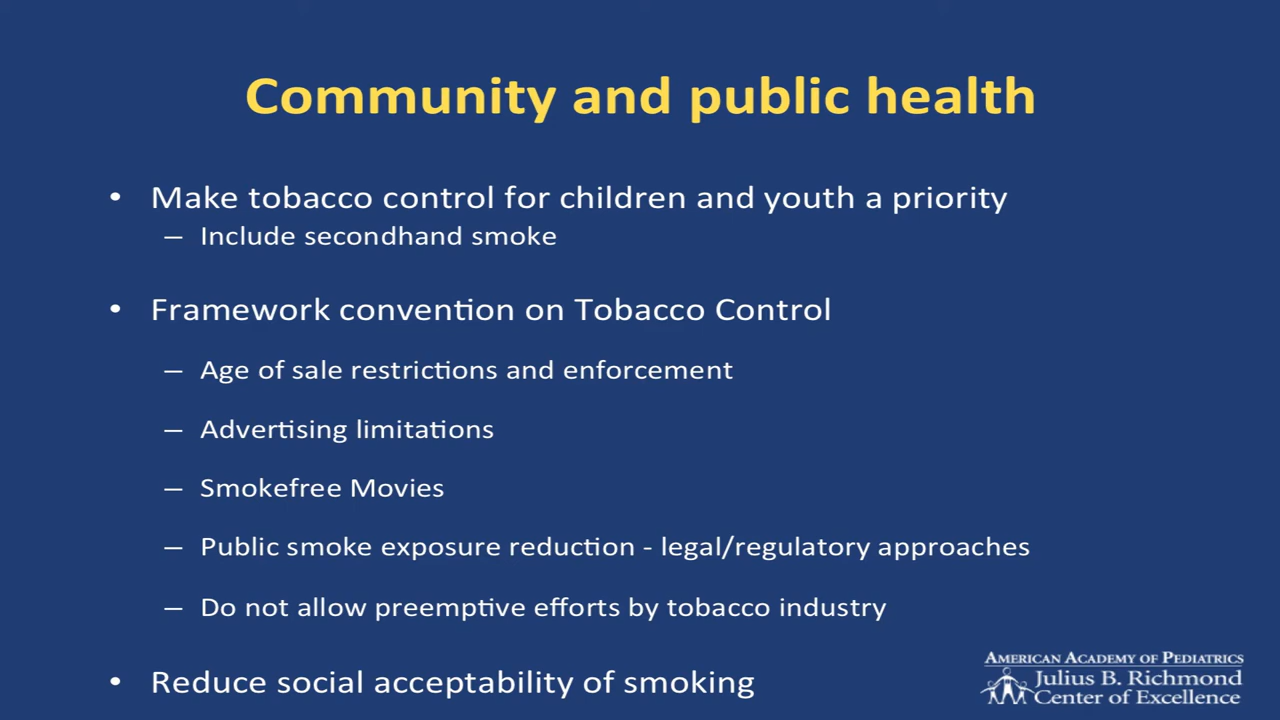 Community and public health
• Make tobacco control for children and youth a priority
– Include secondhand smoke
• Framework convention on Tobacco Control
– Age of sale restrictions and enforcement
– Advertising limitations
– Smokefree Movies
– Public smoke exposure reduction - legal/regulatory approaches
– Do not allow preemptive efforts by tobacco industry
• Reduce social acceptability of smoking
AMERICAN ACADEMY OF PEDIATRICS
Julius B. Richmond
Center of Excellence